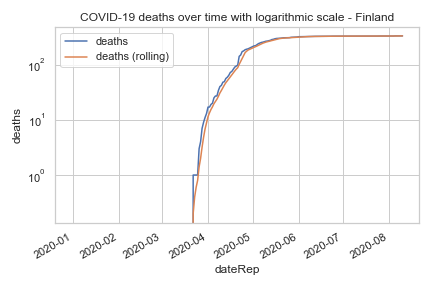 COVID-19 deaths over time with logarithmic scale - Finland
deaths
deaths (rolling)
10²
10¹
10⁰
deaths
2020-01
2020-02
2020-03
2020-04
2020-05
2020-06
2020-07
2020-08
dateRep